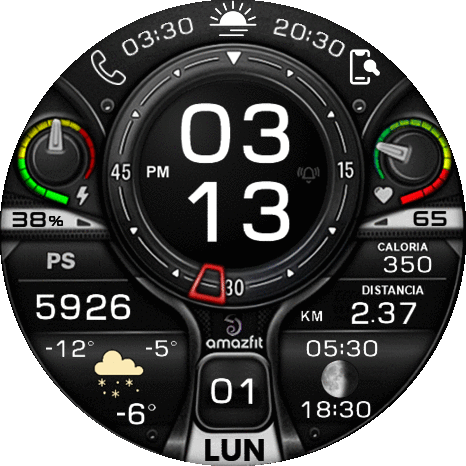 03:30 20:30
03
45 PM 15
13
38% 65
PS
CALORIA
350
30
DISTANCIA
5926
KM 2.37
amazfit
-12° -5°
05:30
01
-6°
18:30
LUN